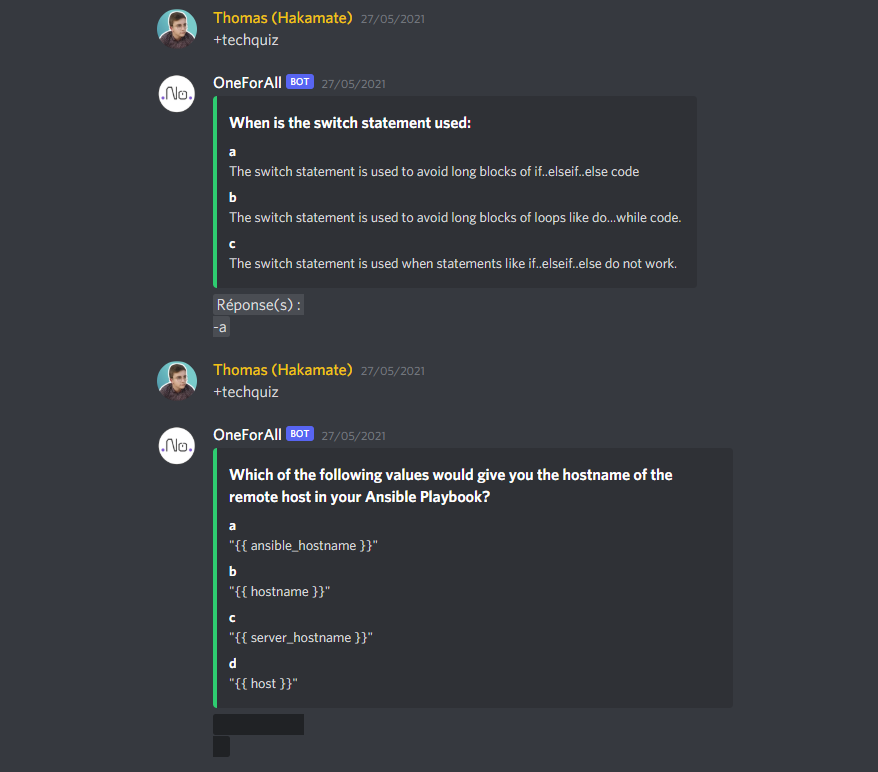 Thomas (Hakamate) 27/05/2021
+techquiz
.No.
OneForAll BOT 27/05/2021
When is the switch statement used:
a
The switch statement is used to avoid long blocks of if..elseif..else code
b
The switch statement is used to avoid long blocks of loops like do...while code.
c
The switch statement is used when statements like if..elseif..else do not work.
Réponse(s) :
-a
Thomas (Hakamate) 27/05/2021
+techquiz
.No.
OneForAll BOT 27/05/2021
Which of the following values would give you the hostname of the
remote host in your Ansible Playbook?
a
"{{ ansible_hostname }}"
b
"{{ hostname }}"
c
"{{ server_hostname }}"
d
"{{ host }}"